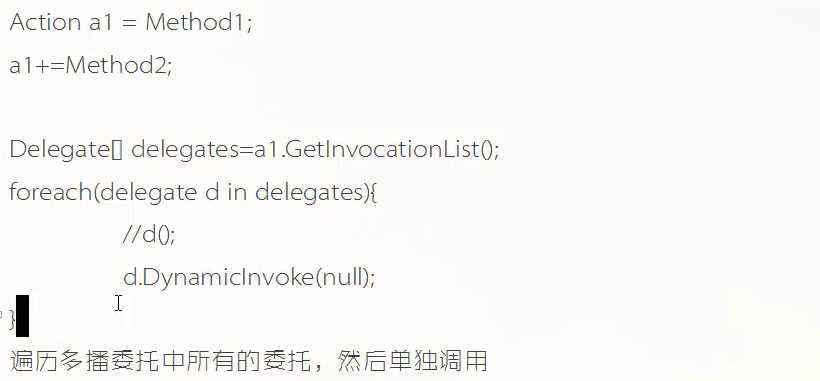 Action a1 = Method1;
a1+=Method2;
Delegate[] delegates=a1.GetInvocationList();
foreach(delegate d in delegates){
//d();
d.DynamicInvoke(null);
}
遍历多播委托中所有的委托，然后单独调用